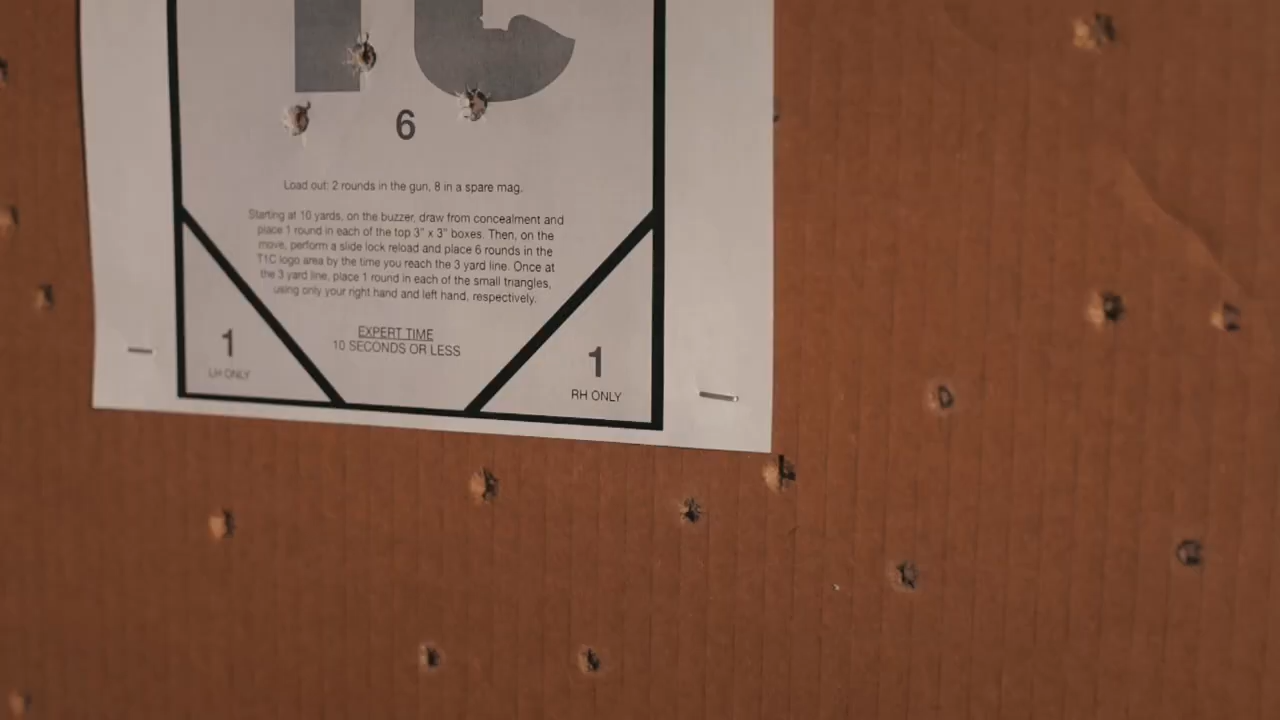 6
Load out: 2 rounds in the gun, 8 in a spare mag.
Starting at 10 yards, on the buzzer, draw from concealment and
place 1 round in each of the top 3" x 3" boxes. Then, on the
move, perform a slide lock reload and place 6 rounds in the
T1C logo area by the time you reach the 3 yard line. Once at
the 3 yard line, place 1 round in each of the small triangles,
using only your right hand and left hand, respectively.
EXPERT TIME
10 SECONDS OR LESS
1
LH ONLY
1
RH ONLY